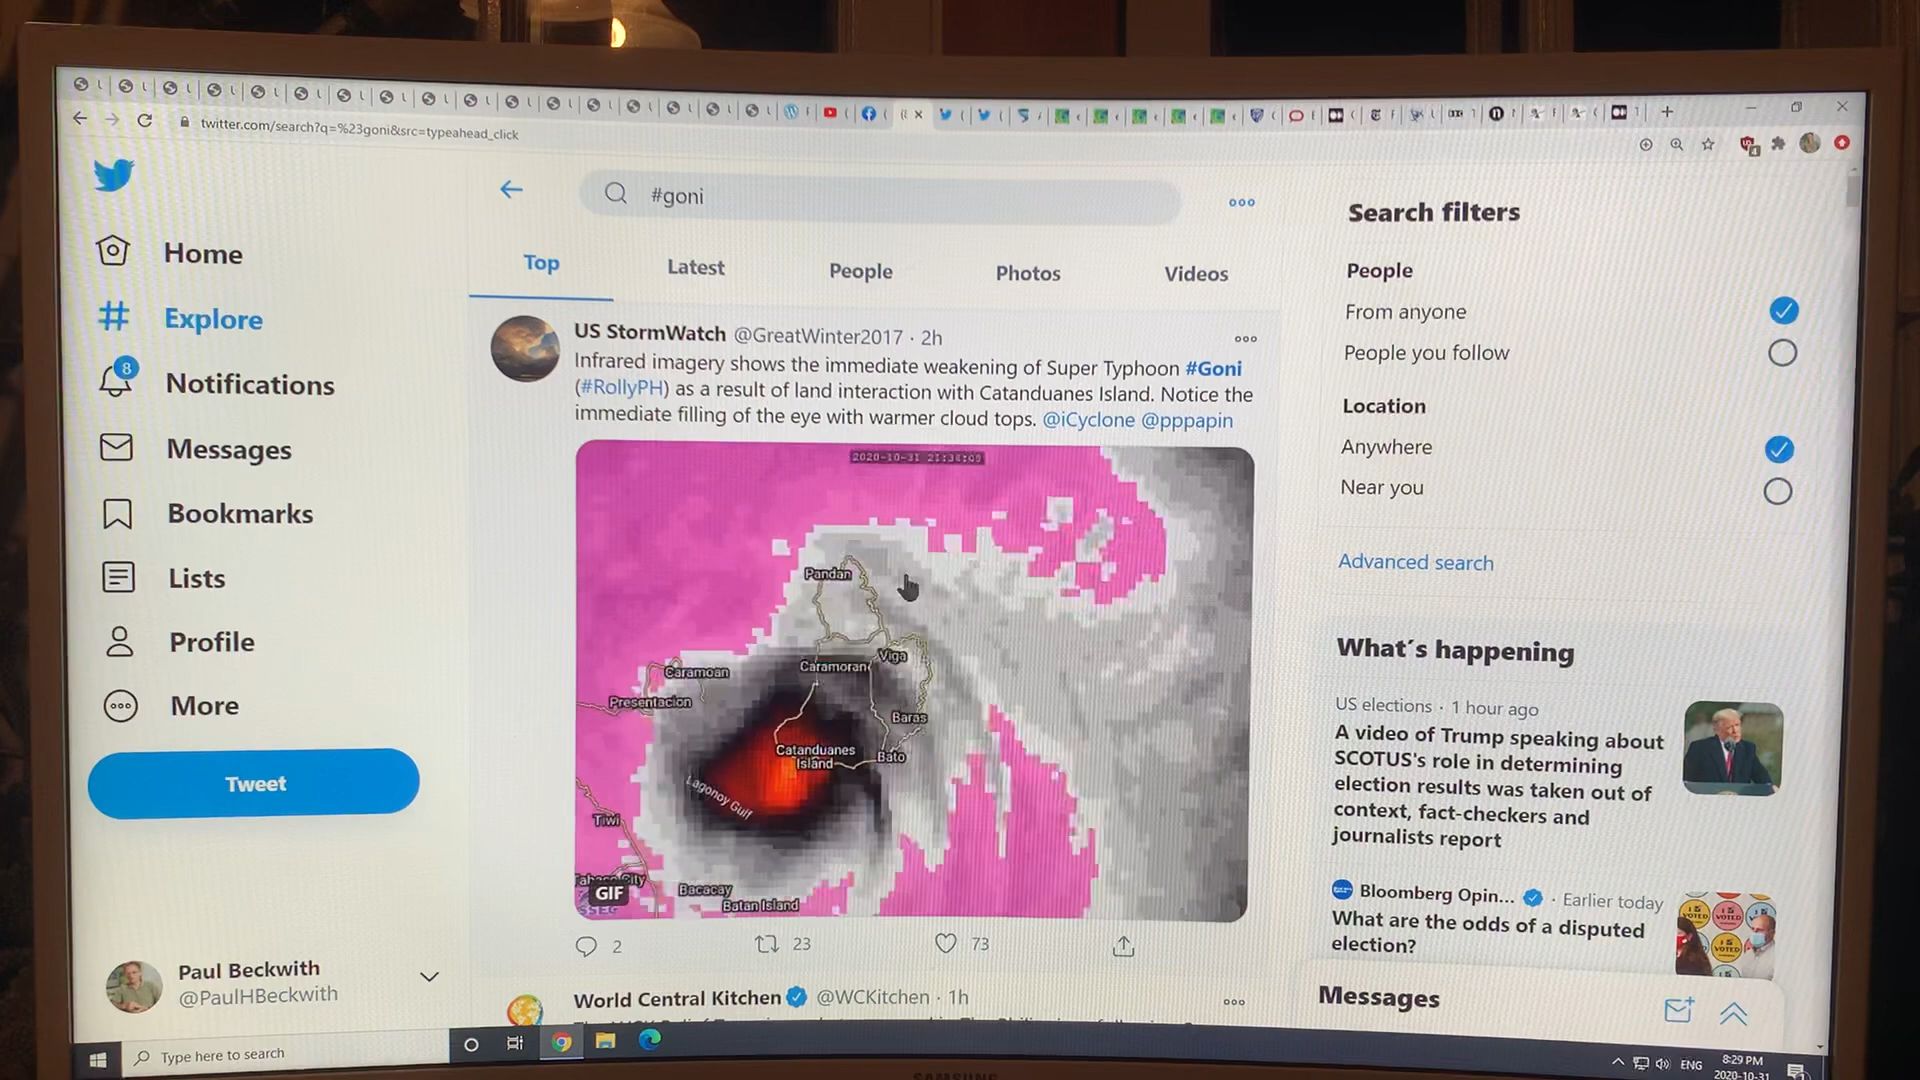 twitter.com/search?q=%23goni&src=typeahead_click
#goni
Home
Explore
8
Notifications
Messages
Bookmarks
Lists
Profile
More
Tweet
Paul Beckwith
@PaulHBeckwith
Top
Latest
People
Photos
Videos
US StormWatch @GreatWinter2017 · 2h
Infrared imagery shows the immediate weakening of Super Typhoon #Goni
(#RollyPH) as a result of land interaction with Catanduanes Island. Notice the
immediate filling of the eye with warmer cloud tops. @iCyclone @pppapin
Pandan
Viga
Caramoran
Caramoan
Presentacion
Baras
Catanduanes
Island
Bato
Lagonoy Gulf
Tiwi
GIF
Bacacay
Batan Island
2
23
73
World Central Kitchen @WCKitchen · 1h
Search filters
People
From anyone
People you follow
Location
Anywhere
Near you
Advanced search
What's happening
US elections · 1 hour ago
A video of Trump speaking about
SCOTUS's role in determining
election results was taken out of
context, fact-checkers and
journalists report
Bloomberg Opin... · Earlier today
What are the odds of a disputed
election?
Messages
Type here to search
ENG
8:29 PM
2020-10-31
SAMSUNG